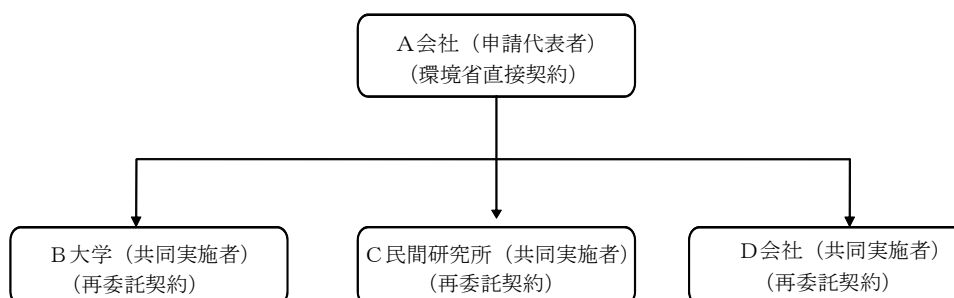 A会社（申請代表者）
（環境省直接契約）
B大学（共同実施者）
（再委託契約）
C民間研究所（共同実施者）
（再委託契約）
D会社（共同実施者）
（再委託契約）